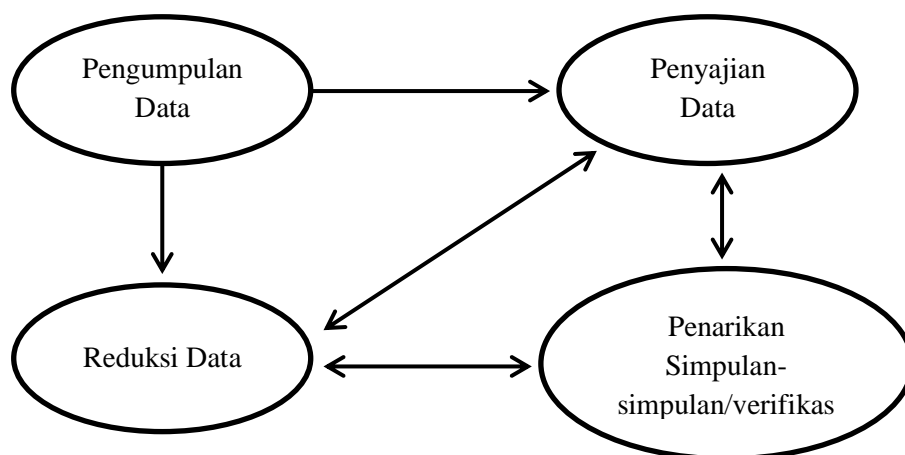 Pengumpulan
Data
Penyajian
Data
Reduksi Data
Penarikan
Simpulan-
simpulan/verifikas